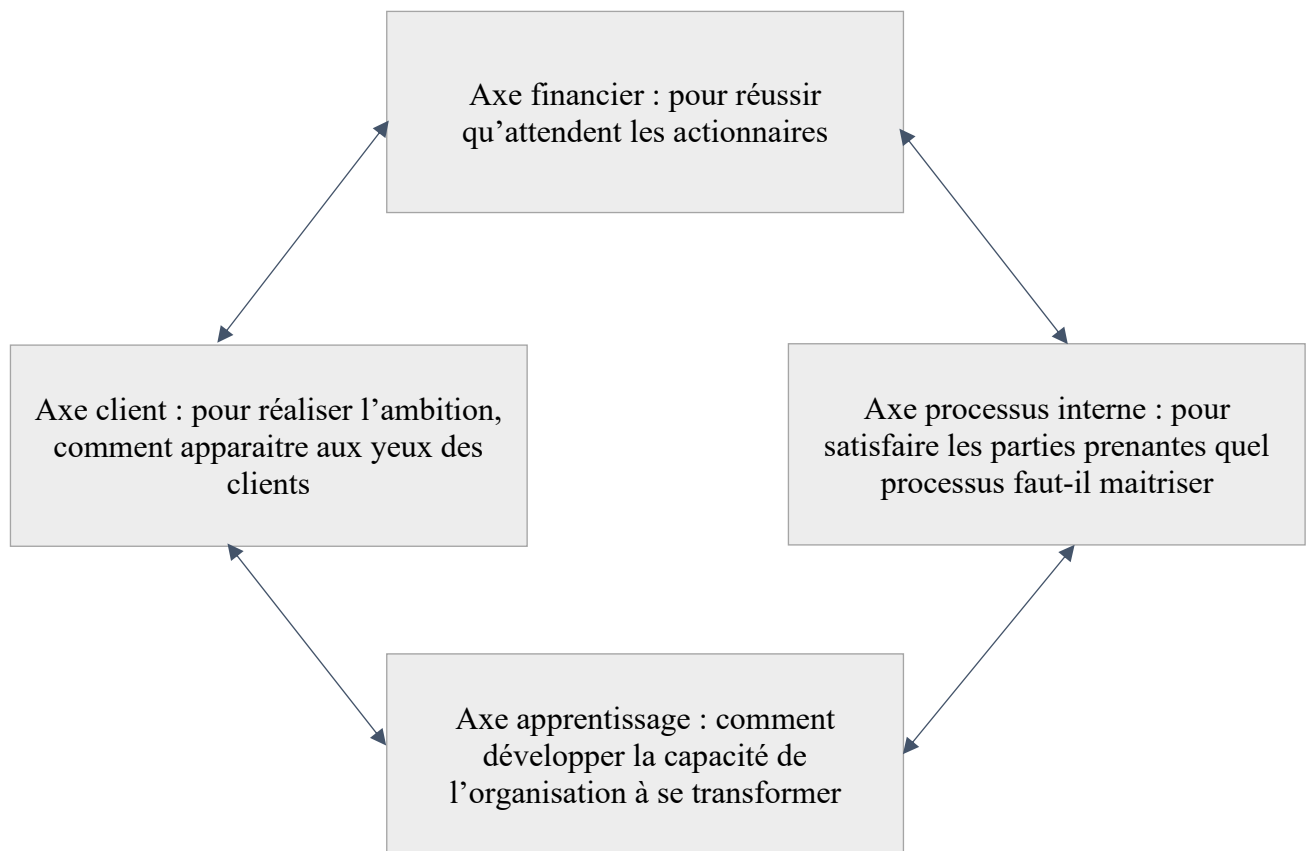 Axe financier : pour réussir
qu’attendent les actionnaires
Axe client : pour réaliser l’ambition,
comment apparaitre aux yeux des
clients
Axe processus interne : pour
satisfaire les parties prenantes quel
processus faut-il maitriser
Axe apprentissage : comment
développer la capacité de
l’organisation à se transformer